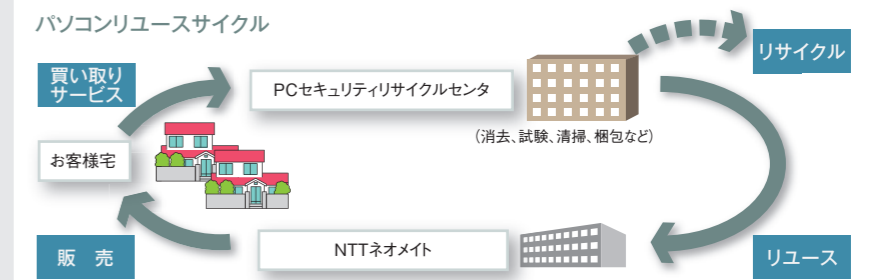 パソコンリユースサイクル
リサイクル
買い取り
サービス
PCセキュリティリサイクルセンタ
(消去、試験、清掃、梱包など)
お客様宅
NTTネオメイト
販 売
リユース